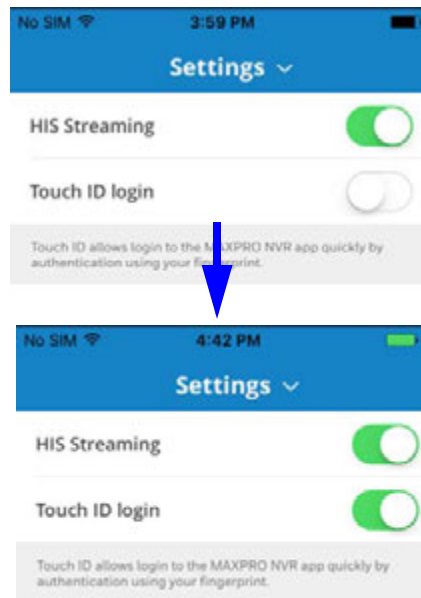 No SIM 3:59 PM
Settings
HIS Streaming
Touch ID login
Touch ID allows login to the MAXPRO NVR app quickly by
authentication using your fingerprint.
No SIM 4:42 PM
Settings
HIS Streaming
Touch ID login
Touch ID allows login to the MAXPRO NVR app quickly by
authentication using your fingerprint.